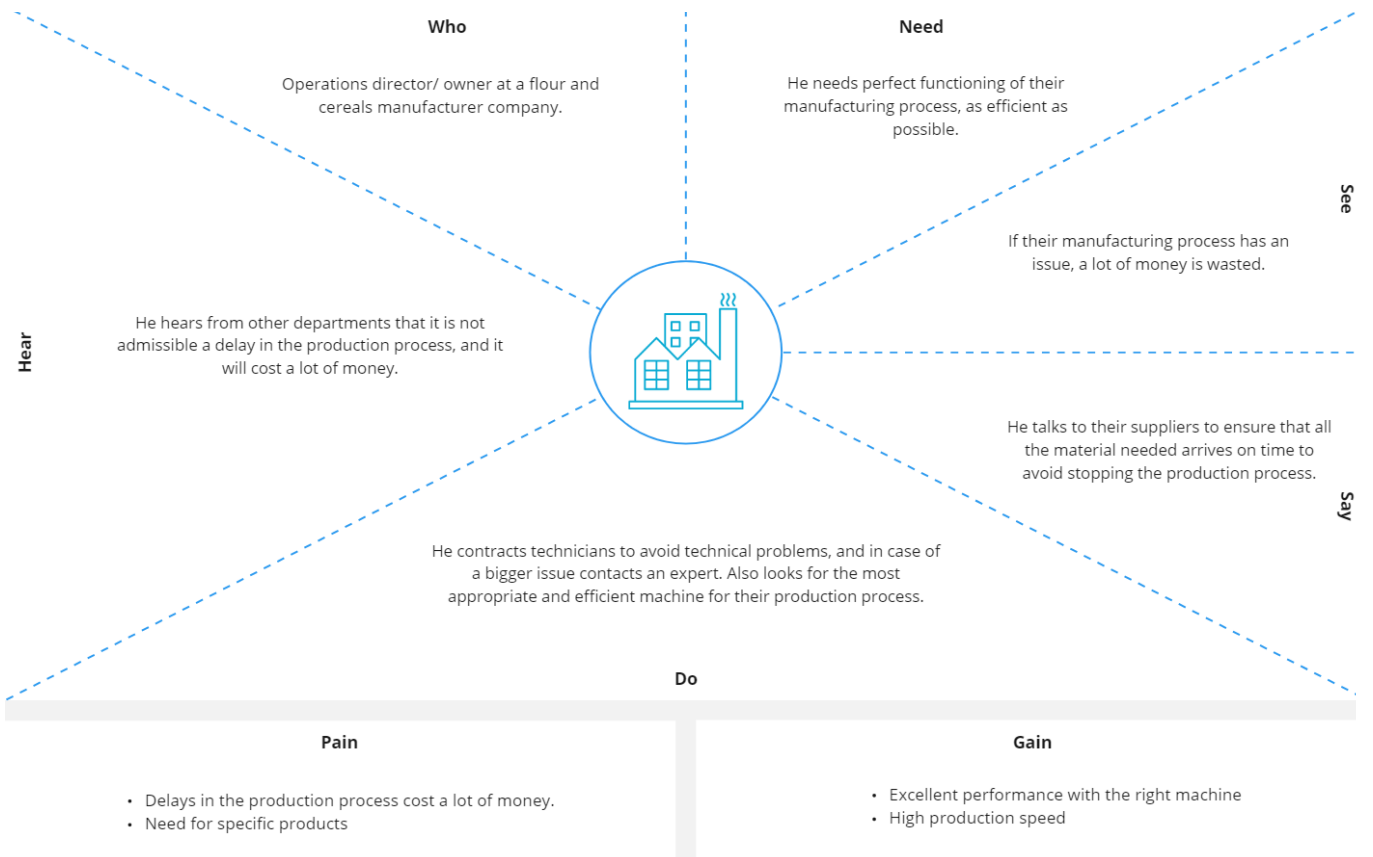 Who
Operations director/ owner at a flour and
cereals manufacturer company.
Need
He needs perfect functioning of their
manufacturing process, as efficient as
possible.
See
If their manufacturing process has an
issue, a lot of money is wasted.
Hear
He hears from other departments that it is not
admissible a delay in the production process, and it
will cost a lot of money.
He talks to their suppliers to ensure that all
the material needed arrives on time to
avoid stopping the production process.
Say
He contracts technicians to avoid technical problems, and in case of
a bigger issue contacts an expert. Also looks for the most
appropriate and efficient machine for their production process.
Do
Pain
• Delays in the production process cost a lot of money.
• Need for specific products
Gain
• Excellent performance with the right machine
• High production speed